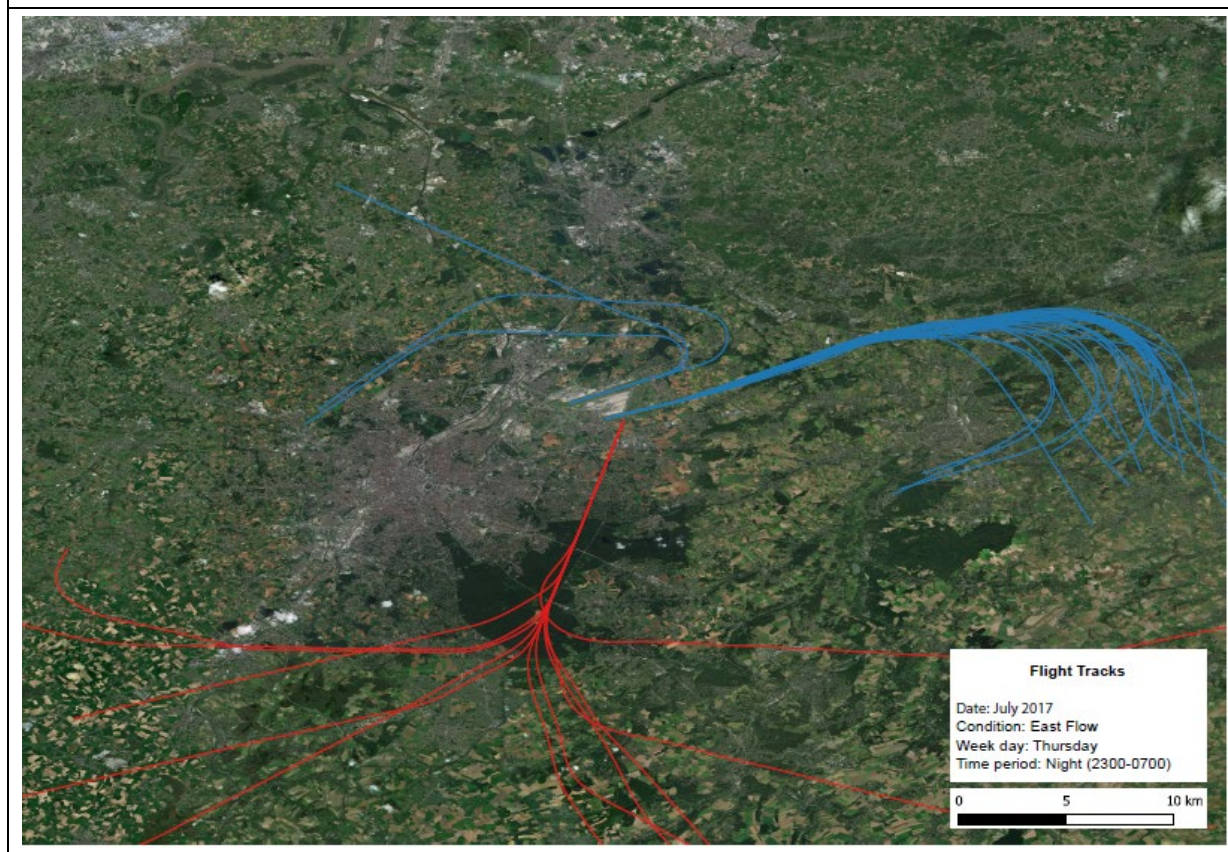 Flight Tracks
Date: July 2017
Condition: East Flow
Week day: Thursday
Time period: Night (2300-0700)
0 5 10 km